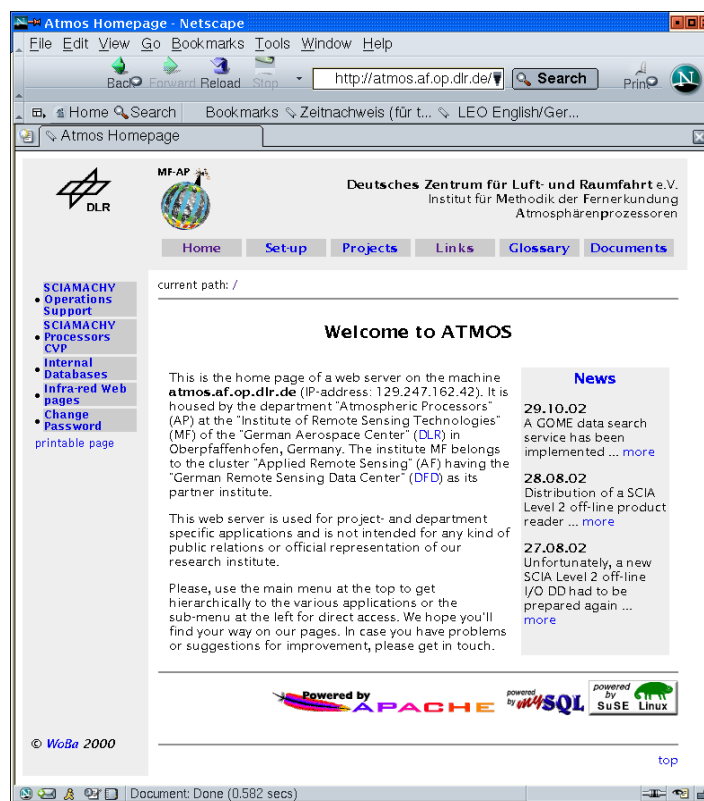 Atmos Homepage - Netscape
File Edit View Go Bookmarks Tools Window Help
Back Forward Reload Stop http://atmos.af.op.dlr.de/ Search Print N
Home Search Bookmarks Zeitnachweis (für t... LEO English/Ger...
Atmos Homepage
DLR
MF-AP
Deutsches Zentrum für Luft- und Raumfahrt e.V.
Institut für Methodik der Fernerkundung
Atmosphärenprozessoren
Home Set-up Projects Links Glossary Documents
SCIAMACHY
Operations
Support
SCIAMACHY
Processors
CVP
Internal
Databases
Infra-red Web
pages
Change
Password
printable page
current path: /
Welcome to ATMOS
This is the home page of a web server on the machine
atmos.af.op.dlr.de (IP-address: 129.247.162.42). It is
housed by the department "Atmospheric Processors"
(AP) at the "Institute of Remote Sensing Technologies"
(MF) of the "German Aerospace Center" (DLR) in
Oberpfaffenhofen, Germany. The institute MF belongs
to the cluster "Applied Remote Sensing" (AF) having the
"German Remote Sensing Data Center" (DFD) as its
partner institute.
This web server is used for project- and department
specific applications and is not intended for any kind of
public relations or official representation of our
research institute.
Please, use the main menu at the top to get
hierarchically to the various applications or the
sub-menu at the left for direct access. We hope you'll
find your way on our pages. In case you have problems
or suggestions for improvement, please get in touch.
News
29.10.02
A GOME data search
service has been
implemented ... more
28.08.02
Distribution of a SCIA
Level 2 off-line product
reader ... more
27.08.02
Unfortunately, a new
SCIA Level 2 off-line
I/O DD had to be
prepared again ...
more
Powered by
APACHE
powered
by mySQL
powered
by
SuSE Linux
© WoBa 2000
top
Document: Done (0.582 secs)